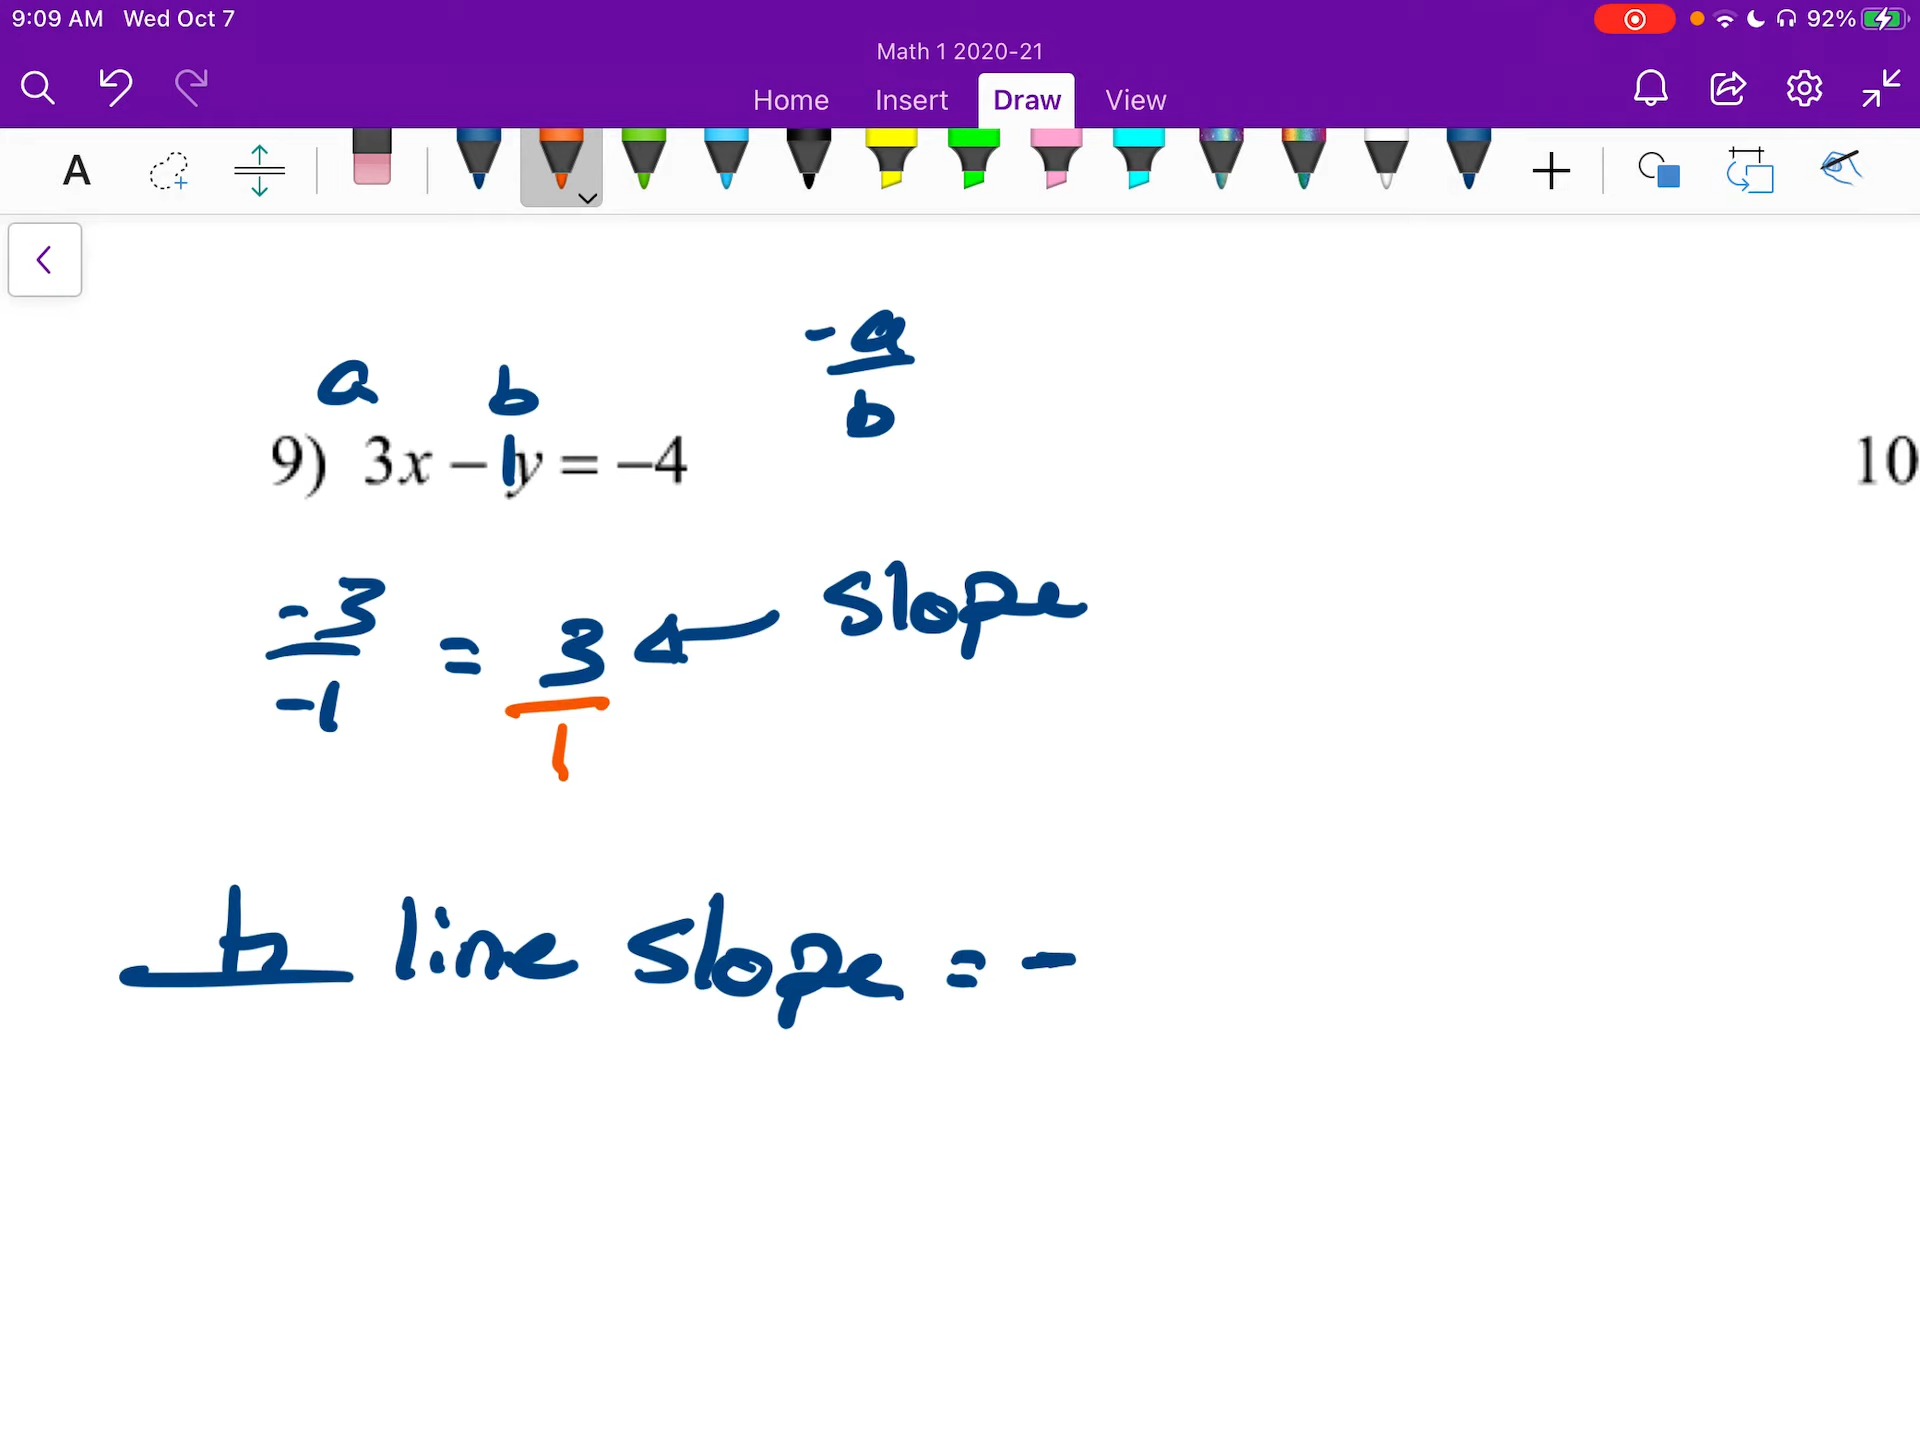 9:09 AM Wed Oct 7
92%
Math 1 2020-21
Home Insert Draw View
A
-a
b
a b
9) 3x − 1y = −4
10
-3
-1
= 3
1
slope
⊥ line slope = -